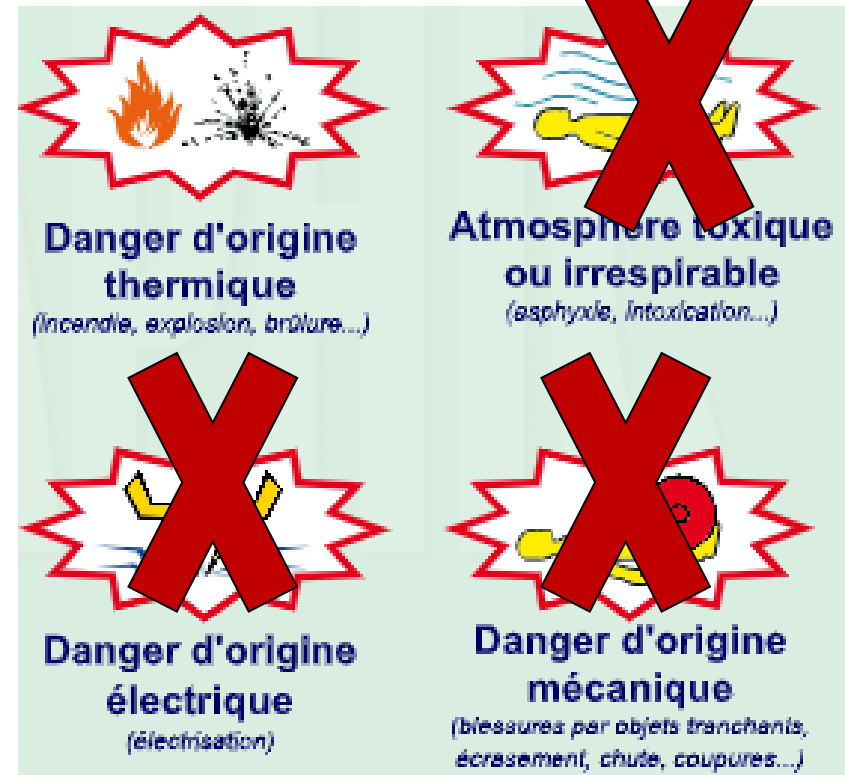 Danger d'origine
thermique
(incendie, explosion, brûlure...)
Atmosphère toxique
ou irrespirable
(asphyxie, intoxication...)
Danger d'origine
électrique
(électrisation)
Danger d'origine
mécanique
(blessures par objets tranchants,
écrasement, chute, coupures...)